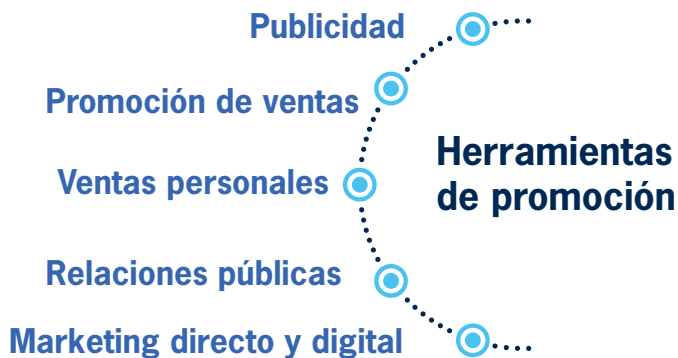 Publicidad
Promoción de ventas
Ventas personales
Relaciones públicas
Marketing directo y digital
Herramientas
de promoción